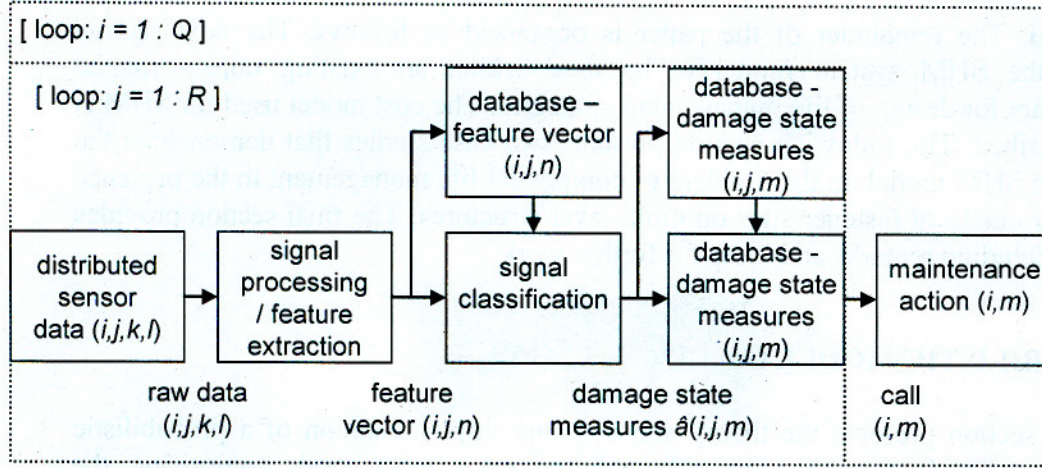 [ loop: i = 1 : Q ]
[ loop: j = 1 : R ]
database –
feature vector
(i,j,n)
database -
damage state
measures
(i,j,m)
distributed
sensor
data (i,j,k,l)
signal
processing
/ feature
extraction
signal
classification
database -
damage state
measures
(i,j,m)
maintenance
action (i,m)
raw data
(i,j,k,l)
feature
vector (i,j,n)
damage state
measures â(i,j,m)
call
(i,m)